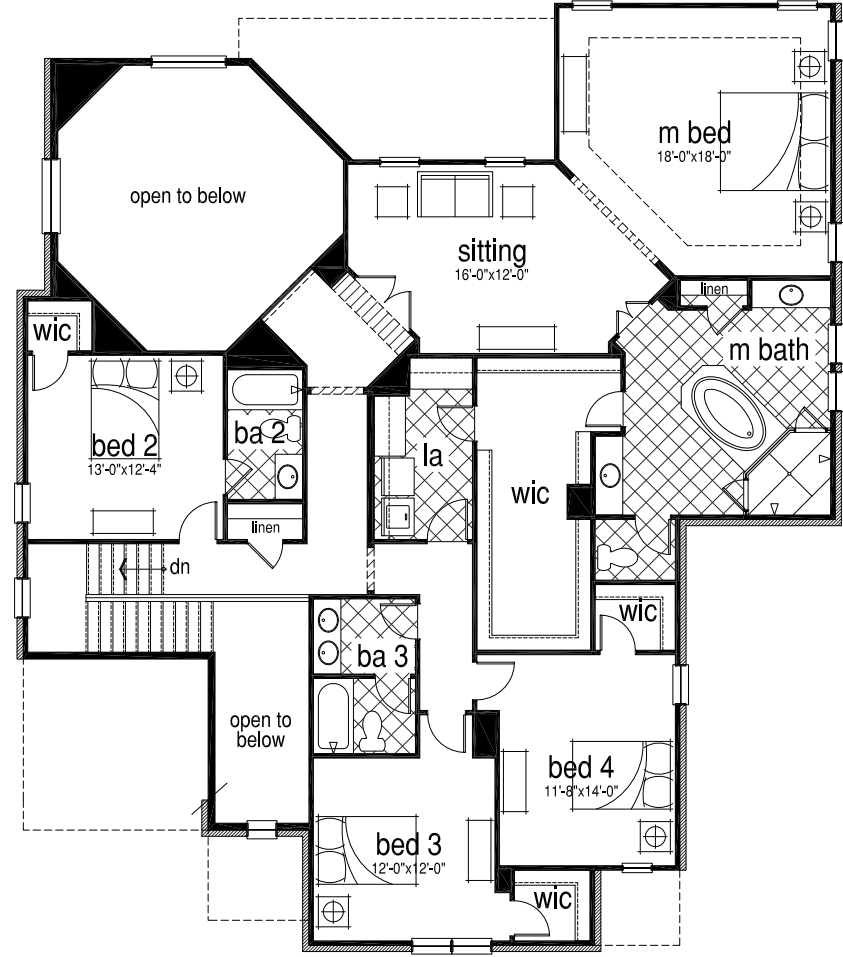 m bed
18'-0"x18'-0"
open to below
sitting
16'-0"x12'-0"
linen
wic
m bath
bed 2
13'-0"x12'-4"
ba 2
la
wic
linen
dn
wic
ba 3
open to
below
bed 4
11'-8"x14'-0"
bed 3
12'-0"x12'-0"
wic